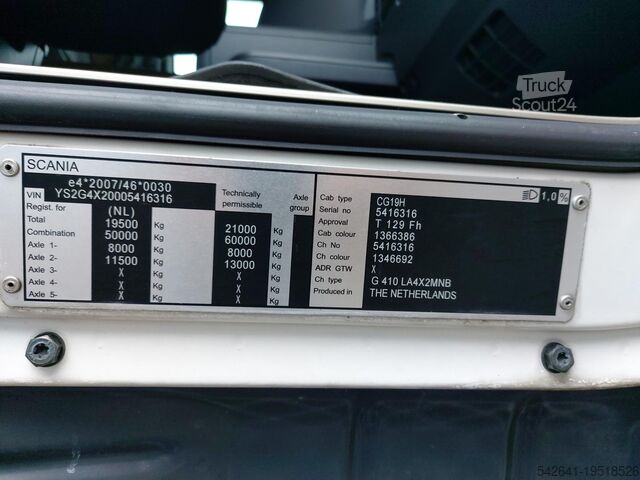 Truck
Scout24
SCANIA
e4*2007/46*0030
VIN YS2G4X20005416316
Regist. for (NL) Technically permissible Axle group
Total 19500 Kg 21000 Kg
Combination 50000 Kg 60000 Kg
Axle 1- 8000 Kg 8000 Kg
Axle 2- 11500 Kg 13000 Kg
Axle 3- X Kg X Kg
Axle 4- X Kg X Kg
Axle 5- X Kg X Kg
Cab type CG19H 1,0%
Serial no 5416316
Approval T 129 Fh
Cab colour 1366386
Ch No 5416316
Ch colour 1346692
ADR GTW X
Ch type G 410 LA4X2MNB
Produced in THE NETHERLANDS
542641-19518526